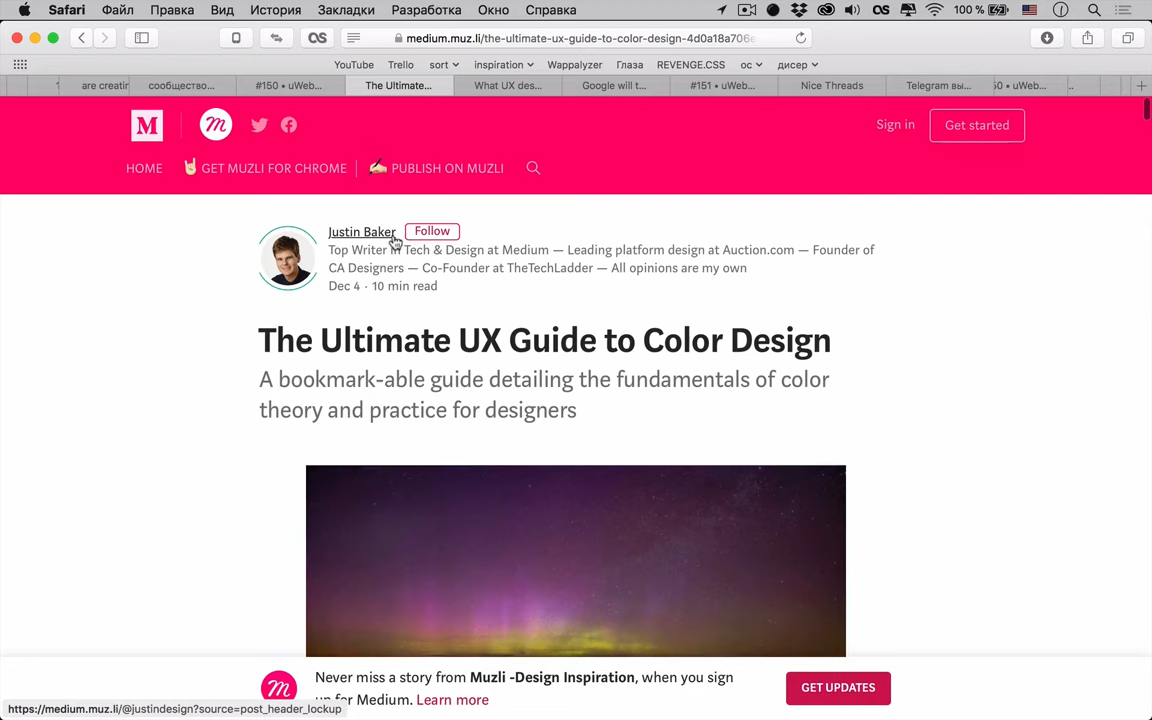 Safari Файл Правка Вид История Закладки Разработка Окно Справка 100 %
medium.muz.li/the-ultimate-ux-guide-to-color-design-4d0a18a706
YouTube Trello sort inspiration Wappalyzer Глаза REVENGE.CSS ос дисер
are creatin сообщество... #150 • uWeb... The Ultimate... What UX des... Google will t... #151 • uWeb... Nice Threads Telegram вы... 50 • uWeb...
M Sign in Get started
HOME GET MUZLI FOR CHROME PUBLISH ON MUZLI
Justin Baker Follow
Top Writer in Tech & Design at Medium — Leading platform design at Auction.com — Founder of
CA Designers — Co-Founder at TheTechLadder — All opinions are my own
Dec 4 · 10 min read
The Ultimate UX Guide to Color Design
A bookmark-able guide detailing the fundamentals of color
theory and practice for designers
Never miss a story from Muzli -Design Inspiration, when you sign
up for Medium. Learn more
GET UPDATES
https://medium.muz.li/@justindesign?source=post_header_lockup